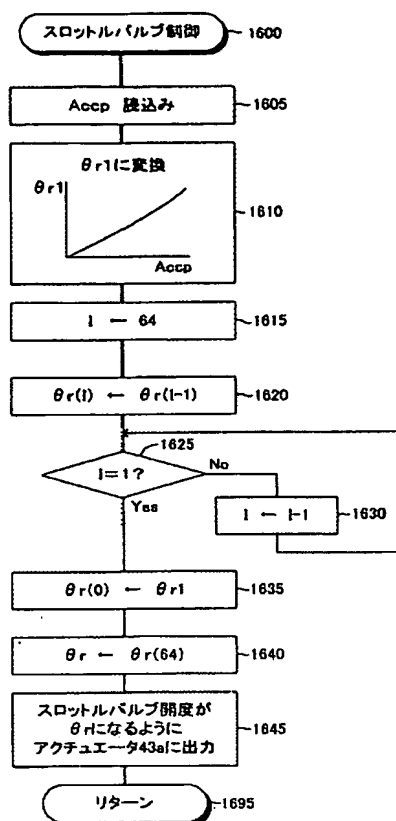 スロットルバルブ制御
1600
Accp 読込み
1605
θr1に変換
θr1
Accp
1610
I ← 64
1615
θr(I) ← θr(I-1)
1620
1625
I=1?
No
Yes
I ← I-1
1630
θr(0) ← θr1
1635
θr ← θr(64)
1640
スロットルバルブ開度が
θrになるように
アクチュエータ43aに出力
1645
リターン
1695